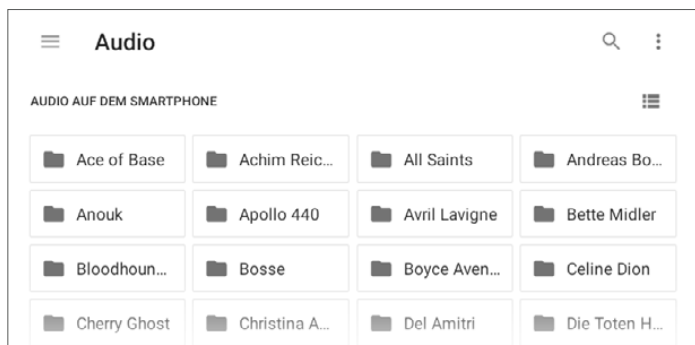 Audio
AUDIO AUF DEM SMARTPHONE
Ace of Base Achim Reic... All Saints Andreas Bo...
Anouk Apollo 440 Avril Lavigne Bette Midler
Bloodhoun... Bosse Boyce Aven... Celine Dion
Cherry Ghost Christina A... Del Amitri Die Toten H...